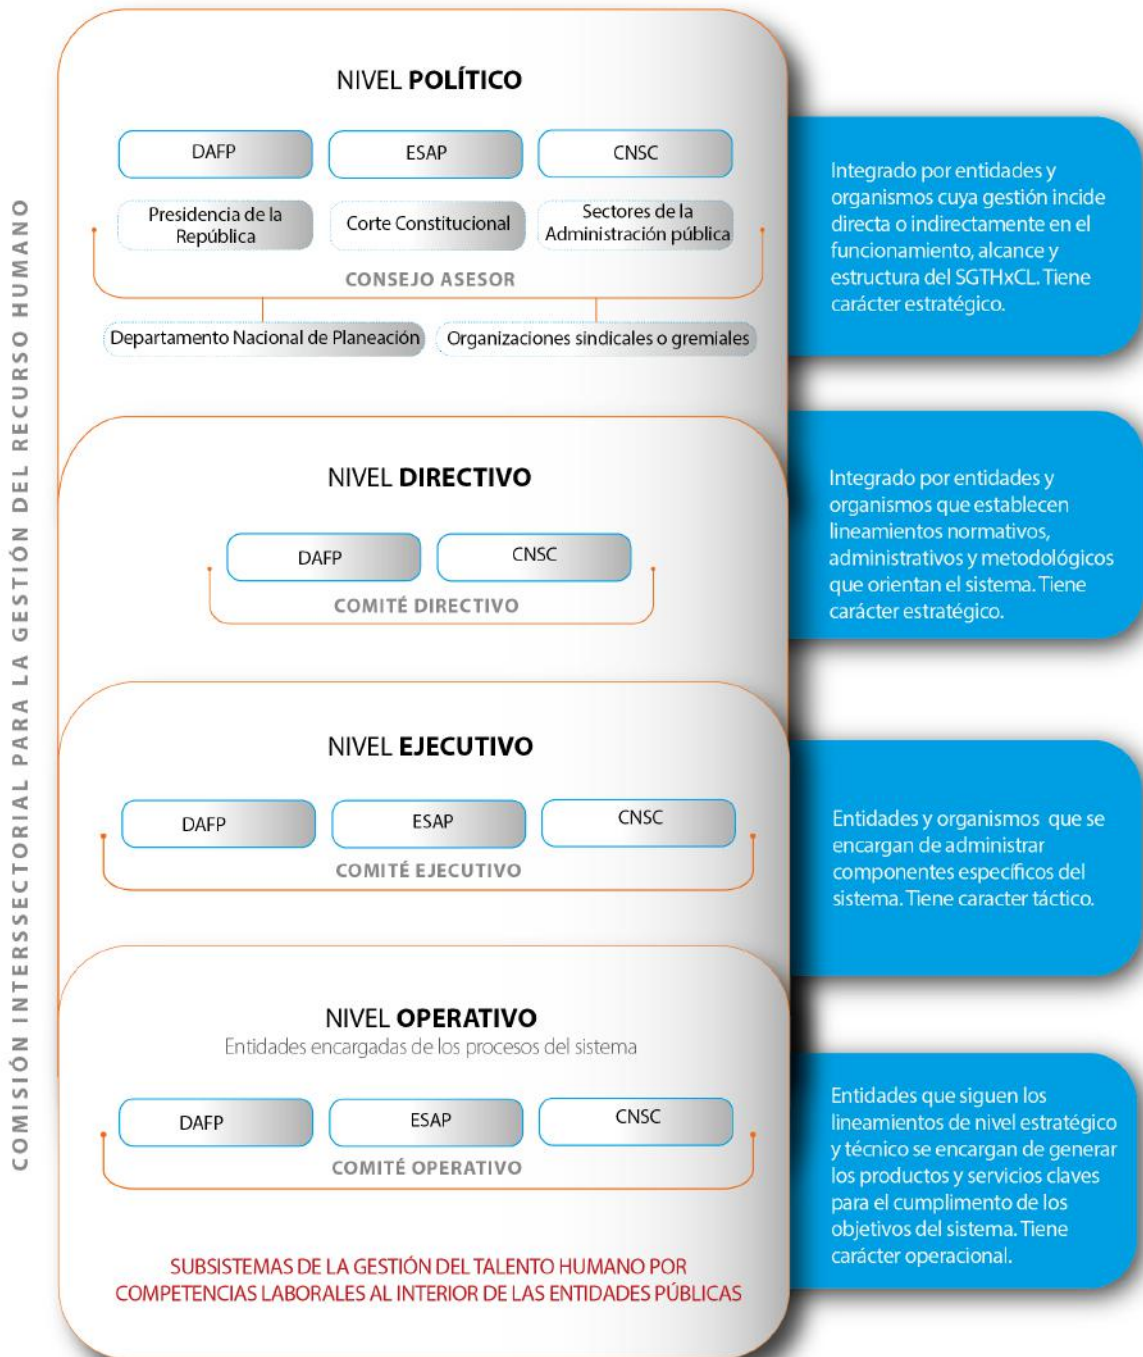 COMISIÓN INTERSSECTORIAL PARA LA GESTIÓN DEL RECURSO HUMANO
NIVEL POLÍTICO
DAFP
ESAP
CNSC
Presidencia de la
República
Corte Constitucional
Sectores de la
Administración pública
CONSEJO ASESOR
Departamento Nacional de Planeación
Organizaciones sindicales o gremiales
Integrado por entidades y
organismos cuya gestión incide
directa o indirectamente en el
funcionamiento, alcance y
estructura del SGTHxCL. Tiene
carácter estratégico.
NIVEL DIRECTIVO
DAFP
CNSC
COMITÉ DIRECTIVO
Integrado por entidades y
organismos que establecen
lineamientos normativos,
administrativos y metodológicos
que orientan el sistema. Tiene
carácter estratégico.
NIVEL EJECUTIVO
DAFP
ESAP
CNSC
COMITÉ EJECUTIVO
Entidades y organismos que se
encargan de administrar
componentes específicos del
sistema. Tiene caracter táctico.
NIVEL OPERATIVO
Entidades encargadas de los procesos del sistema
DAFP
ESAP
CNSC
COMITÉ OPERATIVO
Entidades que siguen los
lineamientos de nivel estratégico
y técnico se encargan de generar
los productos y servicios claves
para el cumplimento de los
objetivos del sistema. Tiene
carácter operacional.
SUBSISTEMAS DE LA GESTIÓN DEL TALENTO HUMANO POR
COMPETENCIAS LABORALES AL INTERIOR DE LAS ENTIDADES PÚBLICAS